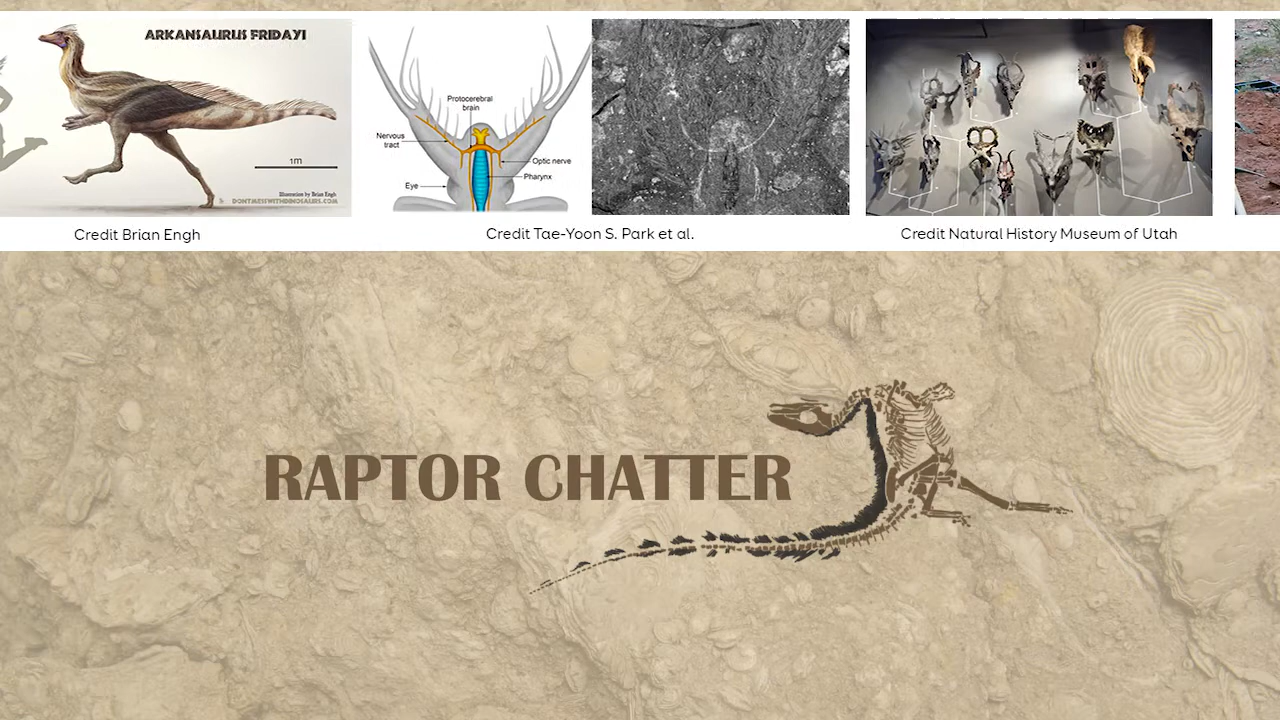 ARKANSAURUS FRIDAYI
1m
Illustration by Brian Engh
DONTMESSWITHDINOSAURS.COM
Protocerebral
brain
Nervous
tract
Optic nerve
Pharynx
Eye
Credit Brian Engh
Credit Tae-Yoon S. Park et al.
Credit Natural History Museum of Utah
RAPTOR CHATTER